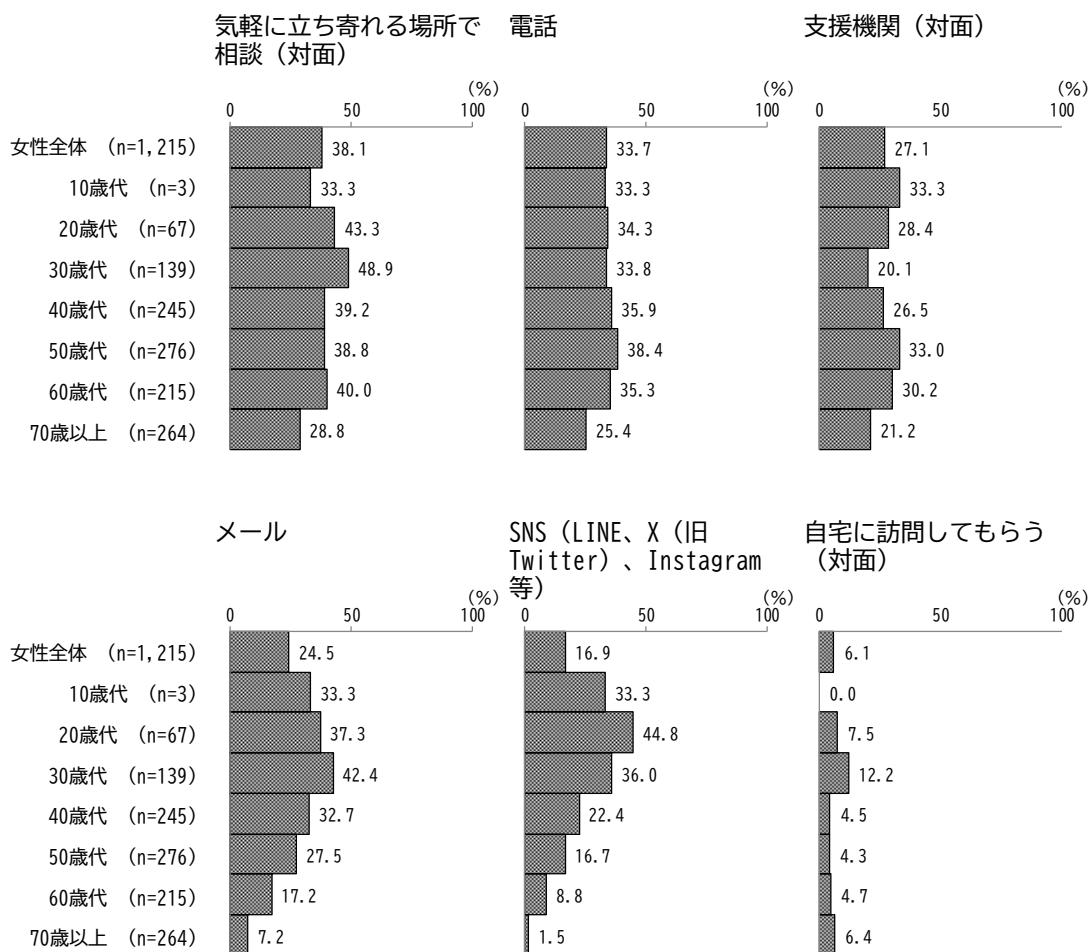 気軽に立ち寄れる場所で 電話 支援機関（対面）
相談（対面）
(%) (%)
0 50 100 0 50 100 0 50 100
女性全体 (n=1,215) 38.1 33.7 27.1
10歳代 (n=3) 33.3 33.3 33.3
20歳代 (n=67) 43.3 34.3 28.4
30歳代 (n=139) 48.9 33.8 20.1
40歳代 (n=245) 39.2 35.9 26.5
50歳代 (n=276) 38.8 38.4 33.0
60歳代 (n=215) 40.0 35.3 30.2
70歳以上 (n=264) 28.8 25.4 21.2
メール SNS（LINE、X（旧 自宅に訪問してもらう
Twitter）、Instagram （対面）
等）
(%) (%)
0 50 100 0 50 100 0 50 100
女性全体 (n=1,215) 24.5 16.9 6.1
10歳代 (n=3) 33.3 33.3 0.0
20歳代 (n=67) 37.3 44.8 7.5
30歳代 (n=139) 42.4 36.0 12.2
40歳代 (n=245) 32.7 22.4 4.5
50歳代 (n=276) 27.5 16.7 4.3
60歳代 (n=215) 17.2 8.8 4.7
70歳以上 (n=264) 7.2 1.5 6.4